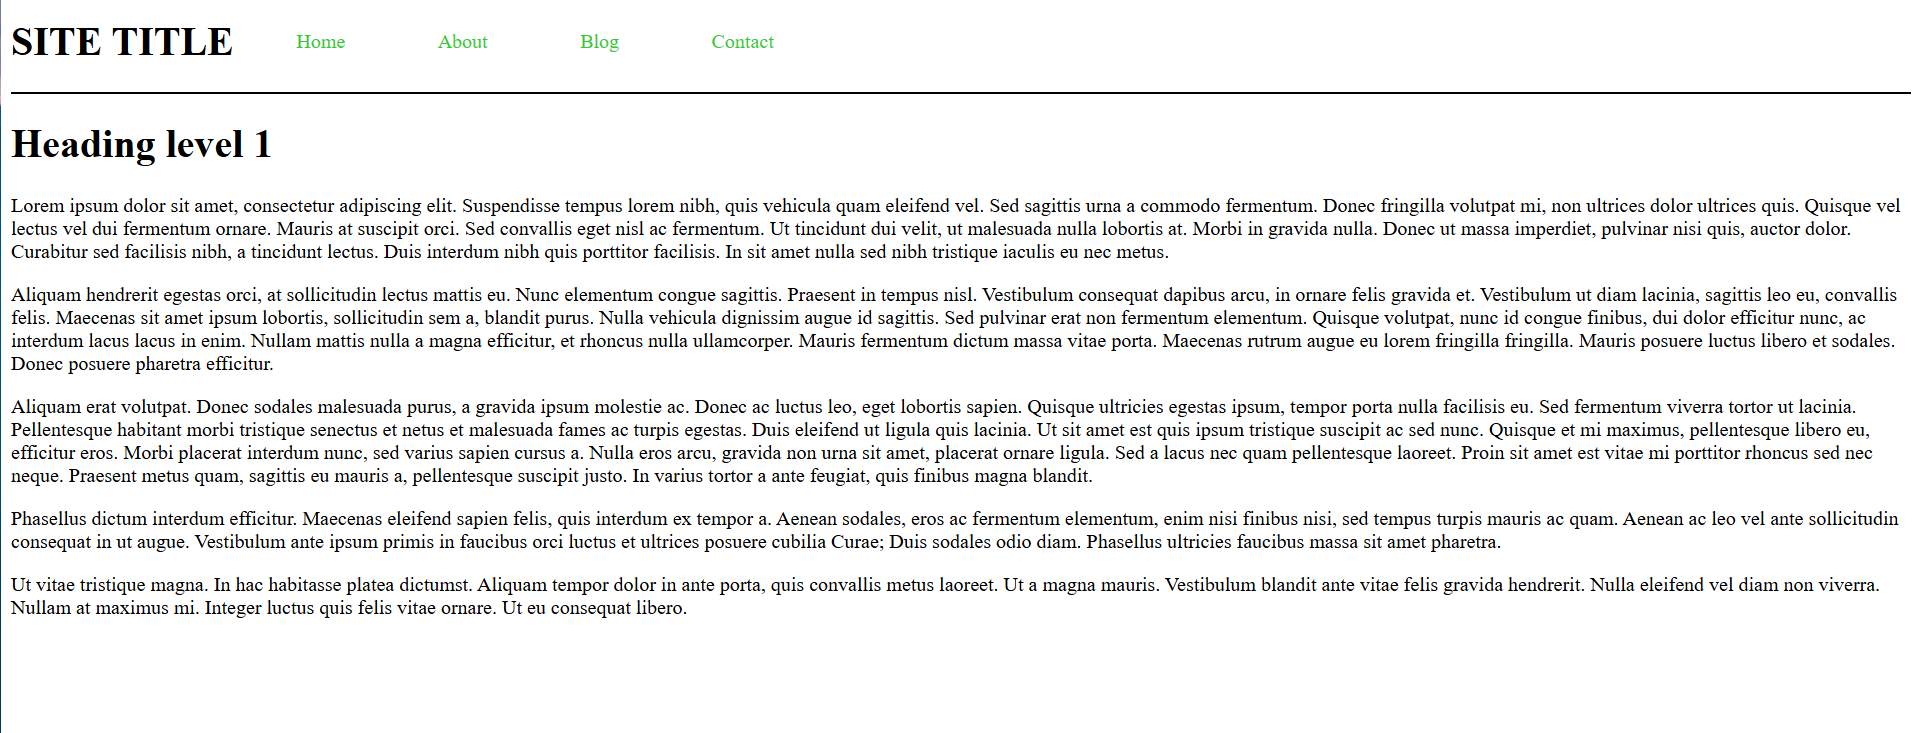 SITE TITLE Home About Blog Contact
Heading level 1
Lorem ipsum dolor sit amet, consectetur adipiscing elit. Suspendisse tempus lorem nibh, quis vehicula quam eleifend vel. Sed sagittis urna a commodo fermentum. Donec fringilla volutpat mi, non ultrices dolor ultrices quis. Quisque vel
lectus vel dui fermentum ornare. Mauris at suscipit orci. Sed convallis eget nisl ac fermentum. Ut tincidunt dui velit, ut malesuada nulla lobortis at. Morbi in gravida nulla. Donec ut massa imperdiet, pulvinar nisi quis, auctor dolor.
Curabitur sed facilisis nibh, a tincidunt lectus. Duis interdum nibh quis porttitor facilisis. In sit amet nulla sed nibh tristique iaculis eu nec metus.
Aliquam hendrerit egestas orci, at sollicitudin lectus mattis eu. Nunc elementum congue sagittis. Praesent in tempus nisl. Vestibulum consequat dapibus arcu, in ornare felis gravida et. Vestibulum ut diam lacinia, sagittis leo eu, convallis
felis. Maecenas sit amet ipsum lobortis, sollicitudin sem a, blandit purus. Nulla vehicula dignissim augue id sagittis. Sed pulvinar erat non fermentum elementum. Quisque volutpat, nunc id congue finibus, dui dolor efficitur nunc, ac
interdum lacus lacus in enim. Nullam mattis nulla a magna efficitur, et rhoncus nulla ullamcorper. Mauris fermentum dictum massa vitae porta. Maecenas rutrum augue eu lorem fringilla fringilla. Mauris posuere luctus libero et sodales.
Donec posuere pharetra efficitur.
Aliquam erat volutpat. Donec sodales malesuada purus, a gravida ipsum molestie ac. Donec ac luctus leo, eget lobortis sapien. Quisque ultricies egestas ipsum, tempor porta nulla facilisis eu. Sed fermentum viverra tortor ut lacinia.
Pellentesque habitant morbi tristique senectus et netus et malesuada fames ac turpis egestas. Duis eleifend ut ligula quis lacinia. Ut sit amet est quis ipsum tristique suscipit ac sed nunc. Quisque et mi maximus, pellentesque libero eu,
efficitur eros. Morbi placerat interdum nunc, sed varius sapien cursus a. Nulla eros arcu, gravida non urna sit amet, placerat ornare ligula. Sed a lacus nec quam pellentesque laoreet. Proin sit amet est vitae mi porttitor rhoncus sed nec
neque. Praesent metus quam, sagittis eu mauris a, pellentesque suscipit justo. In varius tortor a ante feugiat, quis finibus magna blandit.
Phasellus dictum interdum efficitur. Maecenas eleifend sapien felis, quis interdum ex tempor a. Aenean sodales, eros ac fermentum elementum, enim nisi finibus nisi, sed tempus turpis mauris ac quam. Aenean ac leo vel ante sollicitudin
consequat in ut augue. Vestibulum ante ipsum primis in faucibus orci luctus et ultrices posuere cubilia Curae; Duis sodales odio diam. Phasellus ultricies faucibus massa sit amet pharetra.
Ut vitae tristique magna. In hac habitasse platea dictumst. Aliquam tempor dolor in ante porta, quis convallis metus laoreet. Ut a magna mauris. Vestibulum blandit ante vitae felis gravida hendrerit. Nulla eleifend vel diam non viverra.
Nullam at maximus mi. Integer luctus quis felis vitae ornare. Ut eu consequat libero.